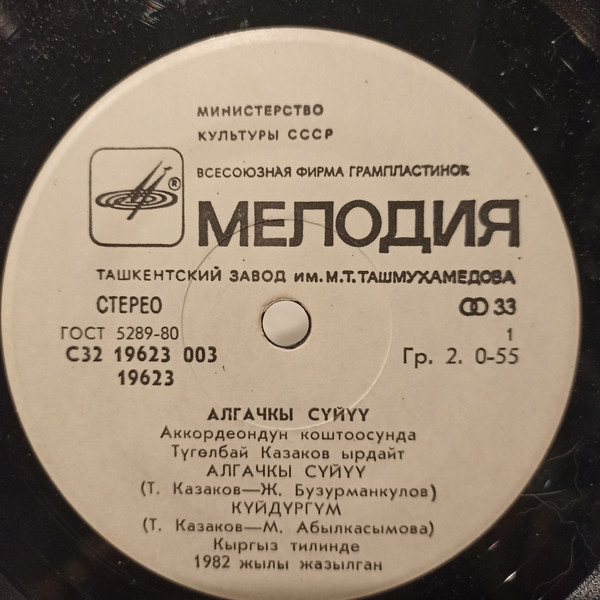 МИНИСТЕРСТВО
КУЛЬТУРЫ СССР
ВСЕСОЮЗНАЯ ФИРМА ГРАМПЛАСТИНОК
®
МЕЛОДИЯ
ТАШКЕНТСКИЙ ЗАВОД ИМ. М.Т. ТАШМУХАМЕДОВА
СТЕРЕО
33
ГОСТ 5289-80
1
С32 19623 003
Гр. 2. 0-55
19623
АЛГАЧКЫ СҮЙҮҮ
Аккордеондун коштоосунда
Түгөлбай Казаков ырдайт
АЛГАЧКЫ СҮЙҮҮ
(Т. Казаков—Ж. Бузурманкулов)
КҮЙДҮРГҮМ
(Т. Казаков—М. Абылкасымова)
Кыргыз тилинде
1982 жылы жазылган